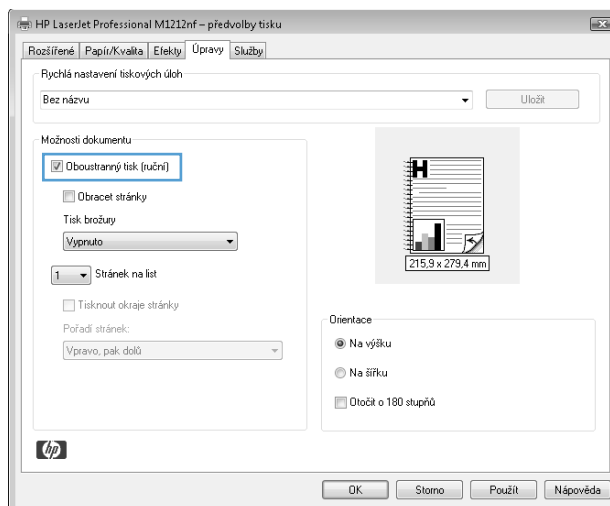 HP LaserJet Professional M1212nf – předvolby tisku
Rozšířené Papír/Kvalita Efekty Úpravy Služby
Rychlá nastavení tiskových úloh
Bez názvu Uložit
Možnosti dokumentu
Oboustranný tisk (ruční)
Obracet stránky
Tisk brožury
Vypnuto
1 Stránek na list
Tisknout okraje stránky
Pořadí stránek:
Vpravo, pak dolů
H
215,9 x 279,4 mm
Orientace
Na výšku
Na šířku
Otočit o 180 stupňů
hp
OK Storno Použít Nápověda